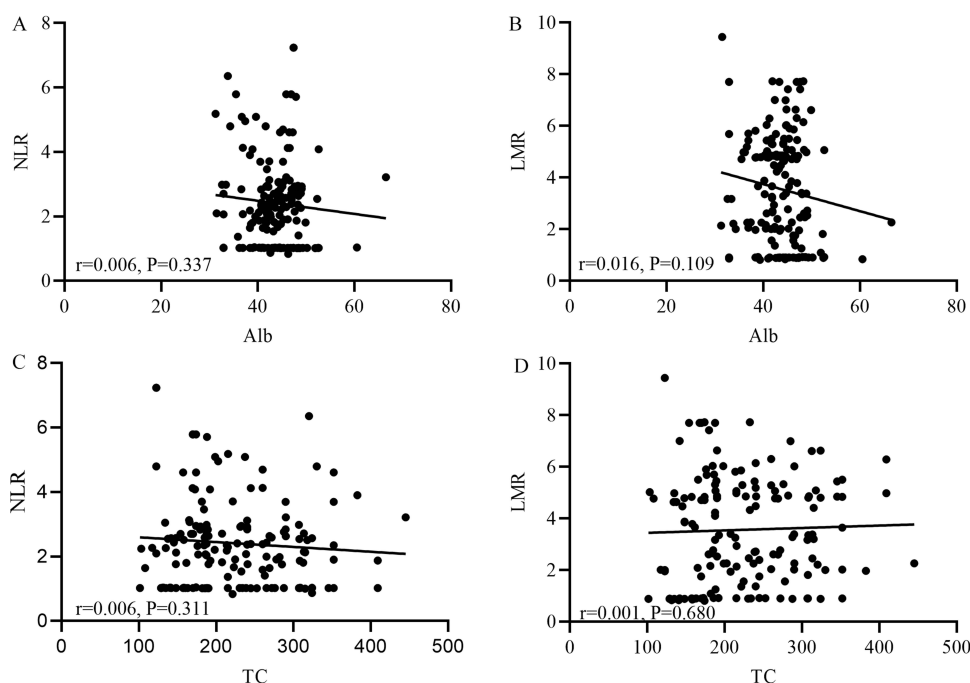 A
8
6
NLR
4
2
r=0.006, P=0.337
0
0 20 40 60 80
Alb
B
10
8
6
LMR
4
2
r=0.016, P=0.109
0
0 20 40 60 80
Alb
C
8
6
NLR
4
2
r=0.006, P=0.311
0
0 100 200 300 400 500
TC
D
10
8
6
LMR
4
2
r=0.001, P=0.680
0
0 100 200 300 400 500
TC